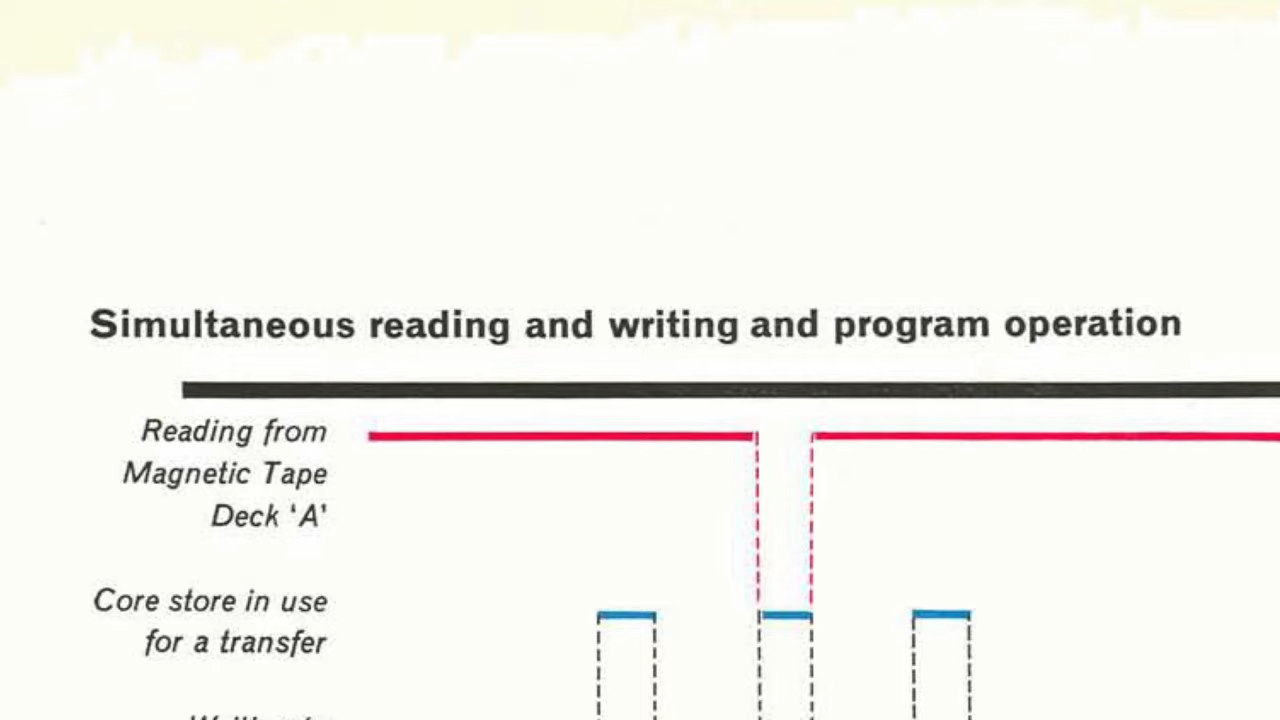 Simultaneous reading and writing and program operation
Reading from
Magnetic Tape
Deck 'A'
Core store in use
for a transfer